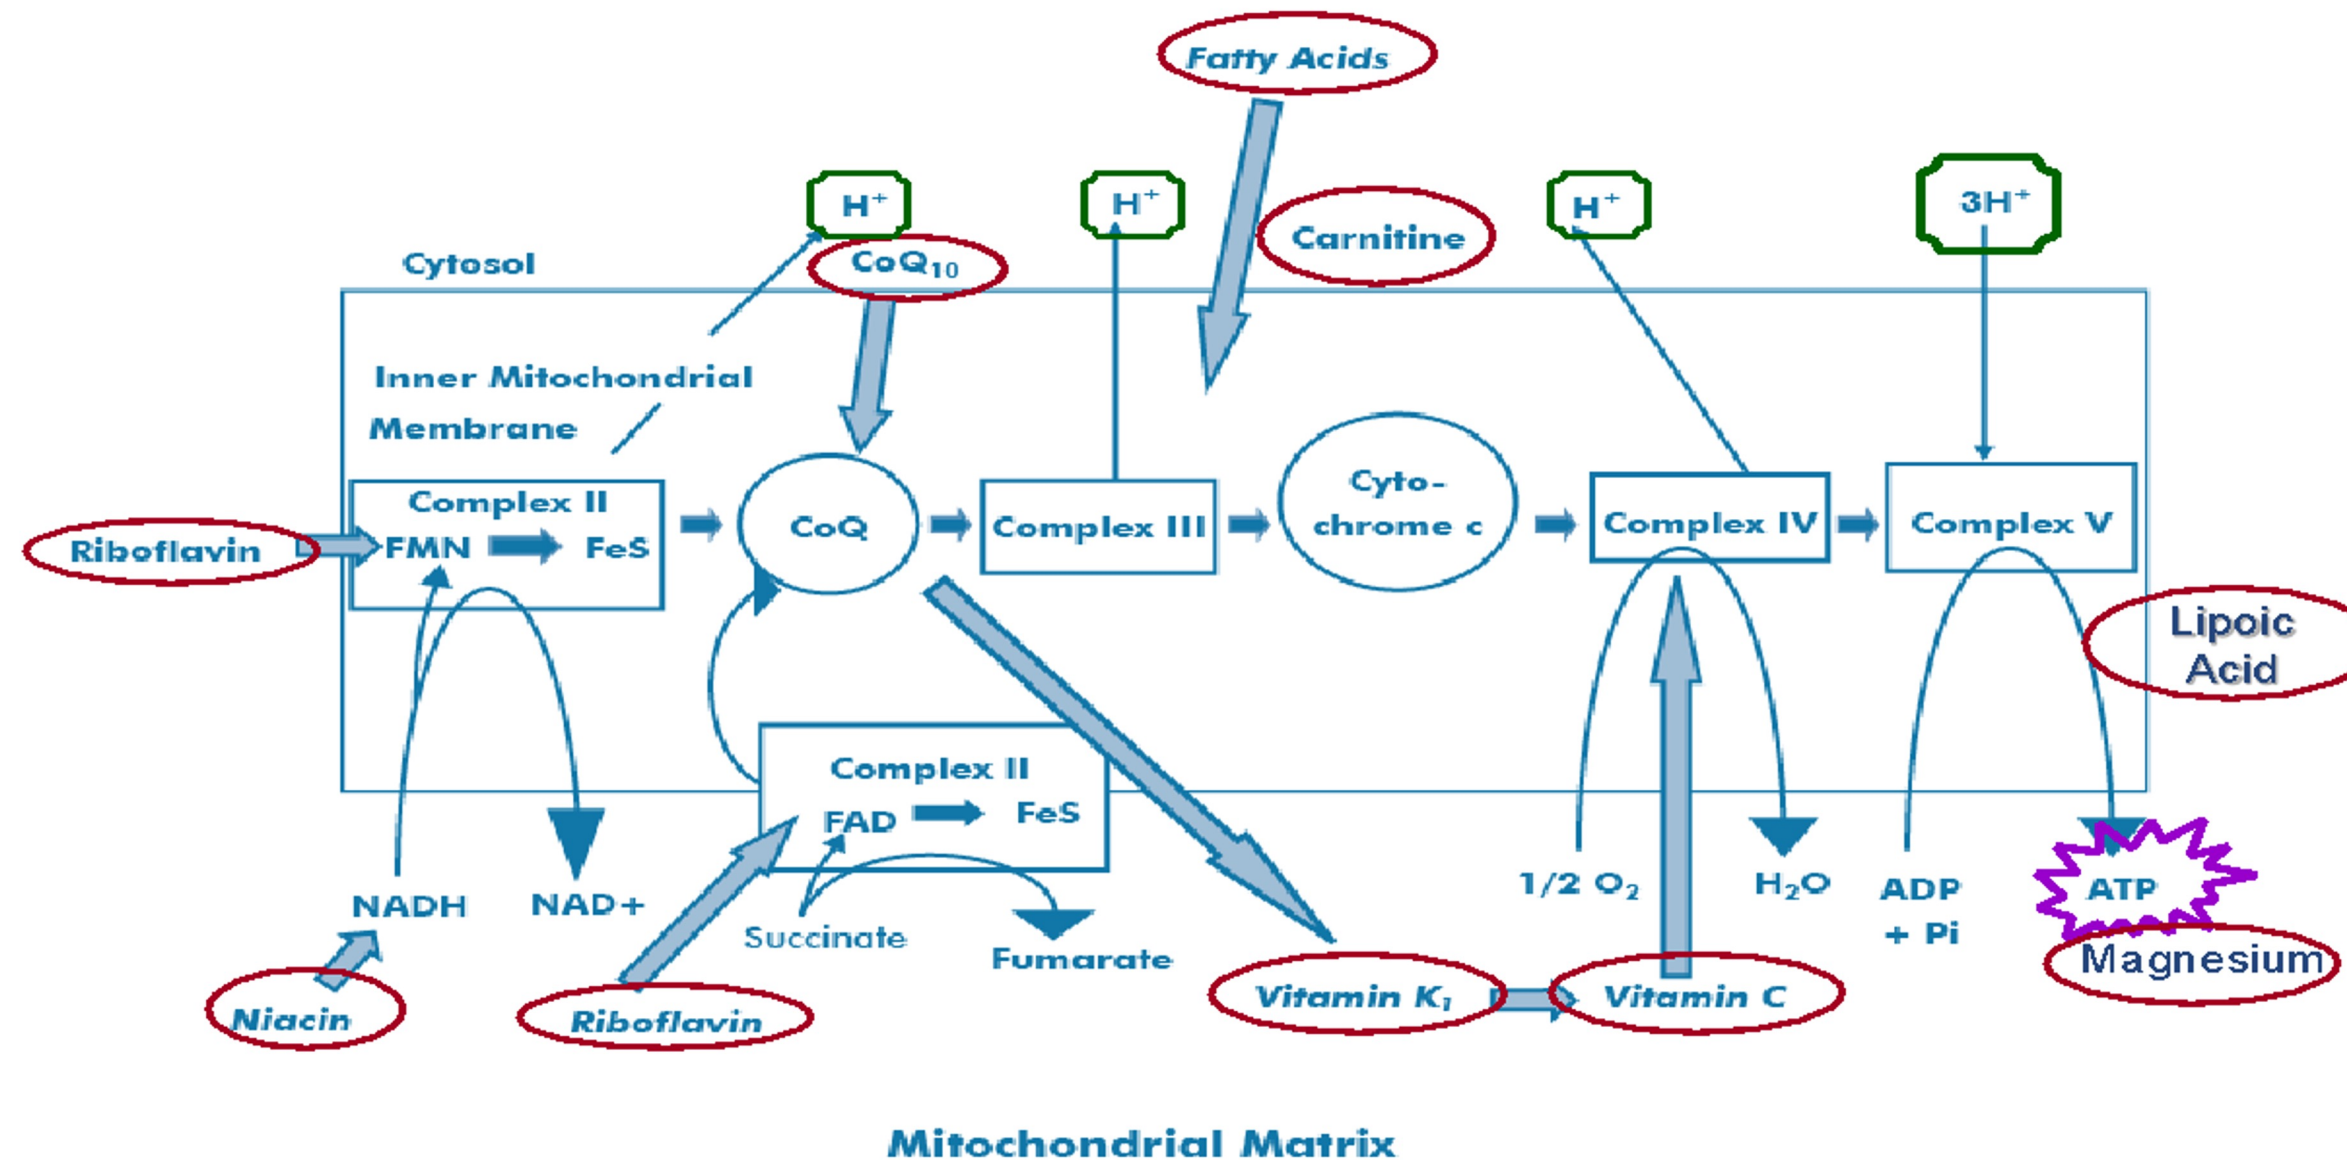 Fatty Acids
H⁺
H⁺
H⁺
3H⁺
Carnitine
Cytosol
CoQ₁₀
Inner Mitochondrial
Membrane
Complex II
FMN
FeS
Riboflavin
CoQ
Complex III
Cyto-
chrome c
Complex IV
Complex V
Lipoic
Acid
Complex II
FAD
FeS
NADH
NAD+
Succinate
Fumarate
1/2 O₂
H₂O
ADP
+ Pi
ATP
Magnesium
Niacin
Riboflavin
Vitamin K₁
Vitamin C
Mitochondrial Matrix